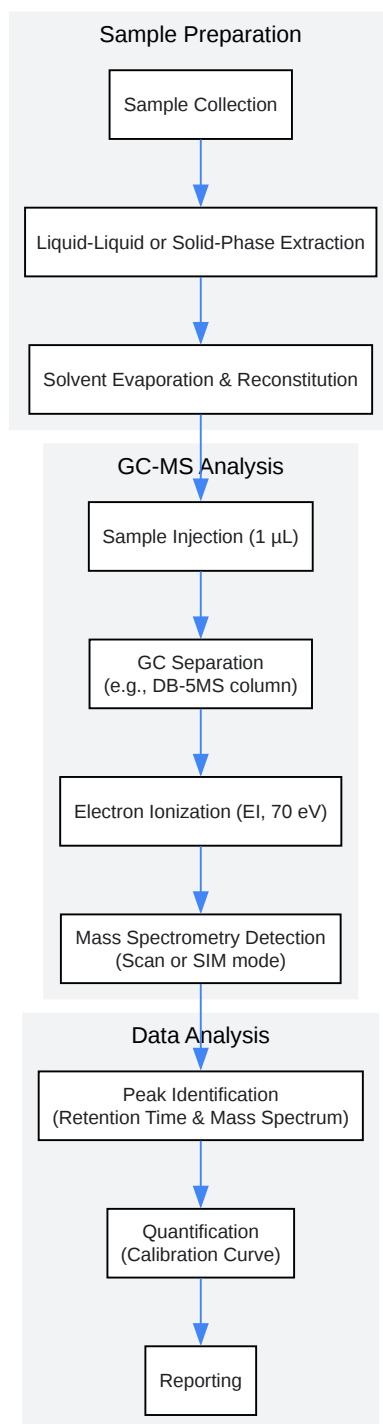 Sample Preparation
Sample Collection
Liquid-Liquid or Solid-Phase Extraction
Solvent Evaporation & Reconstitution
GC-MS Analysis
Sample Injection (1 µL)
GC Separation
(e.g., DB-5MS column)
Electron Ionization (EI, 70 eV)
Mass Spectrometry Detection
(Scan or SIM mode)
Data Analysis
Peak Identification
(Retention Time & Mass Spectrum)
Quantification
(Calibration Curve)
Reporting